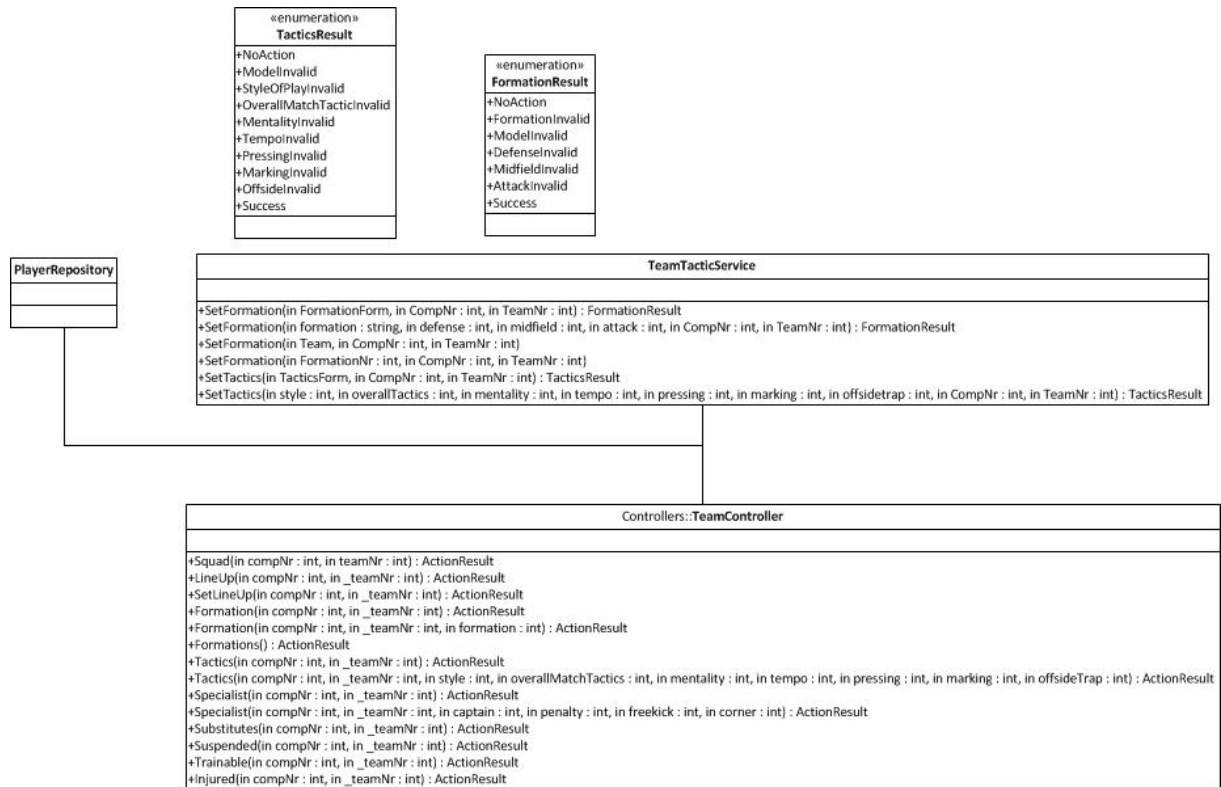 «enumeration»
TacticsResult
+NoAction
+ModelInvalid
+StyleOfPlayInvalid
+OverallMatchTacticInvalid
+MentalityInvalid
+TempoInvalid
+PressingInvalid
+MarkingInvalid
+OffsideInvalid
+Success
«enumeration»
FormationResult
+NoAction
+FormationInvalid
+ModelInvalid
+DefenseInvalid
+MidfieldInvalid
+AttackInvalid
+Success
PlayerRepository
TeamTacticService
+SetFormation(in FormationForm, in CompNr : int, in TeamNr : int) : FormationResult
+SetFormation(in formation : string, in defense : int, in midfield : int, in attack : int, in CompNr : int, in TeamNr : int) : FormationResult
+SetFormation(in Team, in CompNr : int, in TeamNr : int)
+SetFormation(in FormationNr : int, in CompNr : int, in TeamNr : int)
+SetTactics(in TacticsForm, in CompNr : int, in TeamNr : int) : TacticsResult
+SetTactics(in style : int, in overallTactics : int, in mentality : int, in tempo : int, in pressing : int, in marking : int, in offsidetrap : int, in CompNr : int, in TeamNr : int) : TacticsResult
Controllers::TeamController
+Squad(in compNr : int, in teamNr : int) : ActionResult
+LineUp(in compNr : int, in _teamNr : int) : ActionResult
+SetLineUp(in compNr : int, in _teamNr : int) : ActionResult
+Formation(in compNr : int, in _teamNr : int) : ActionResult
+Formation(in compNr : int, in _teamNr : int, in formation : int) : ActionResult
+Formations() : ActionResult
+Tactics(in compNr : int, in _teamNr : int) : ActionResult
+Tactics(in compNr : int, in _teamNr : int, in style : int, in overallMatchTactics : int, in mentality : int, in tempo : int, in pressing : int, in marking : int, in offsideTrap : int) : ActionResult
+Specialist(in compNr : int, in _teamNr : int) : ActionResult
+Specialist(in compNr : int, in _teamNr : int, in captain : int, in penalty : int, in freekick : int, in corner : int) : ActionResult
+Substitutes(in compNr : int, in _teamNr : int) : ActionResult
+Suspended(in compNr : int, in _teamNr : int) : ActionResult
+Trainable(in compNr : int, in _teamNr : int) : ActionResult
+Injured(in compNr : int, in _teamNr : int) : ActionResult